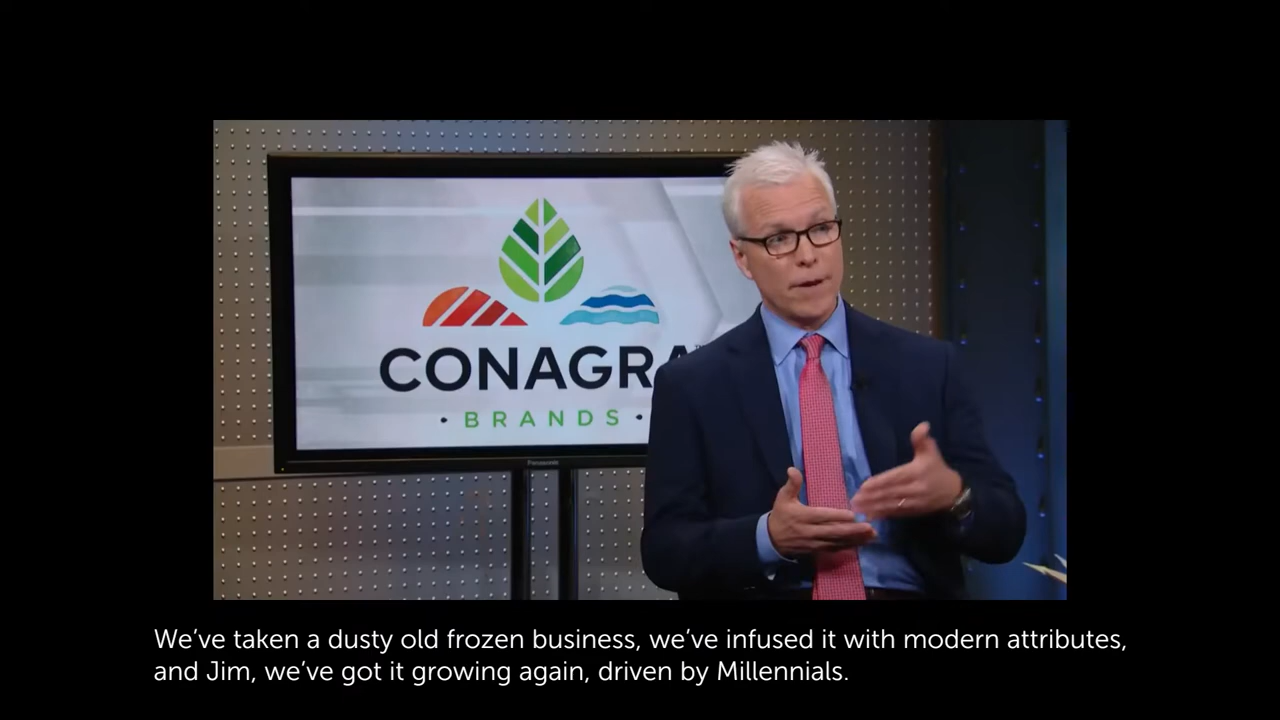 CONAGRA
• BRANDS •
Panasonic
We've taken a dusty old frozen business, we've infused it with modern attributes,
and Jim, we've got it growing again, driven by Millennials.